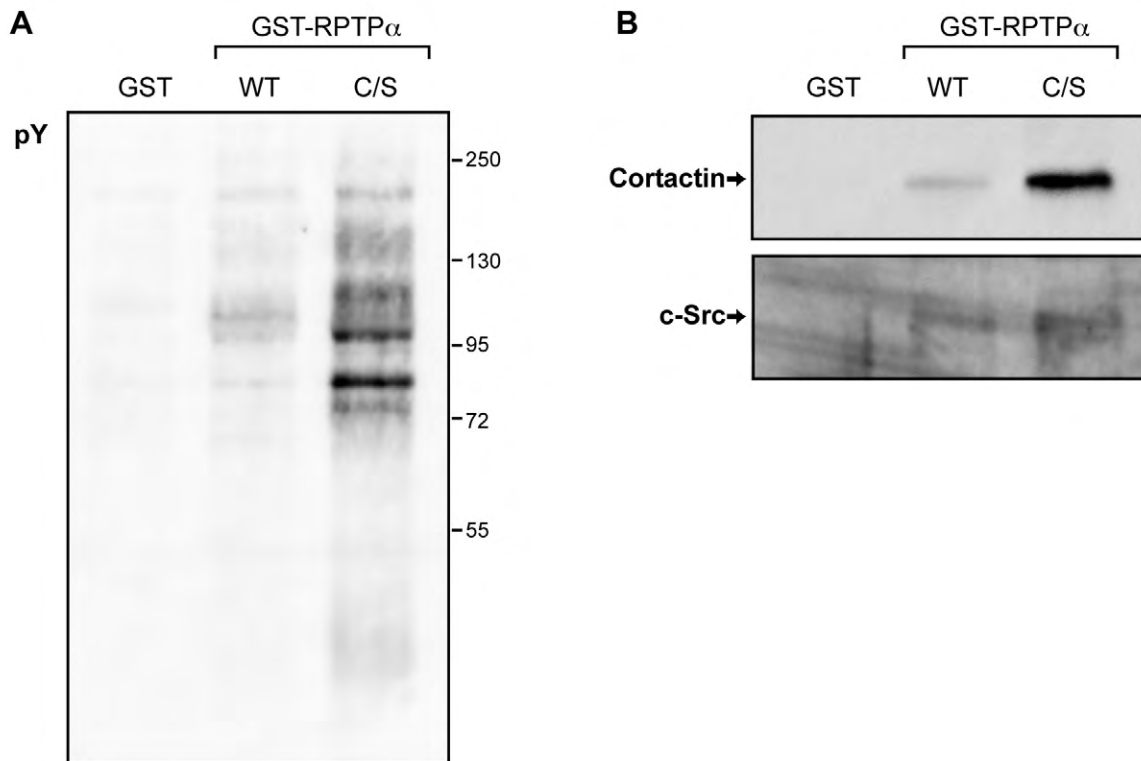 A
GST-RPTPα
GST WT C/S
pY
250
130
95
72
55
B
GST-RPTPα
GST WT C/S
Cortactin
c-Src